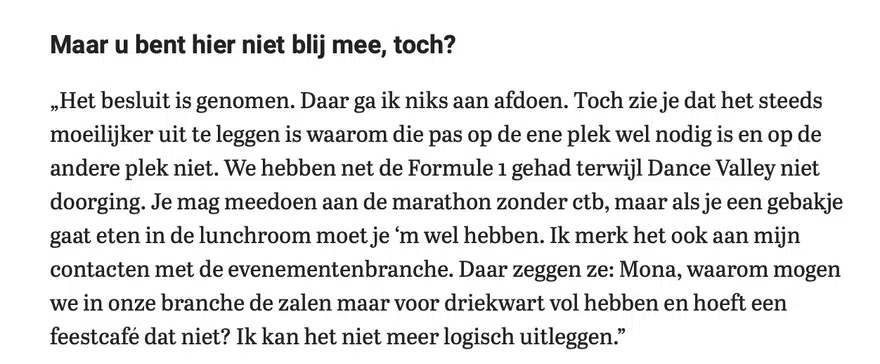 Maar u bent hier niet blij mee, toch?
„Het besluit is genomen. Daar ga ik niks aan afdoen. Toch zie je dat het steeds
moeilijker uit te leggen is waarom die pas op de ene plek wel nodig is en op de
andere plek niet. We hebben net de Formule 1 gehad terwijl Dance Valley niet
doorging. Je mag meedoen aan de marathon zonder ctb, maar als je een gebakje
gaat eten in de lunchroom moet je ‘m wel hebben. Ik merk het ook aan mijn
contacten met de evenementenbranche. Daar zeggen ze: Mona, waarom mogen
we in onze branche de zalen maar voor driekwart vol hebben en hoeft een
feestcafé dat niet? Ik kan het niet meer logisch uitleggen.”